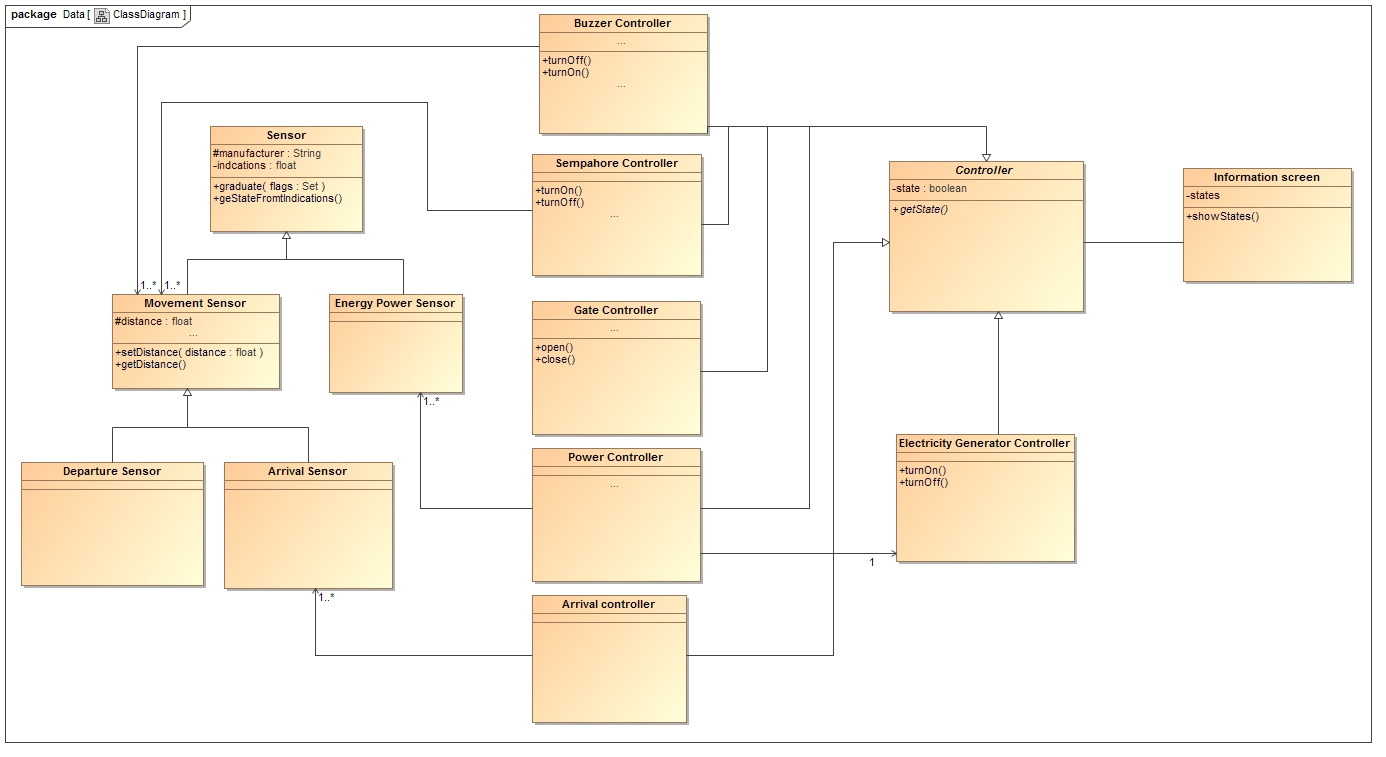 package Data [ ClassDiagram ]
Buzzer Controller
...
+turnOff()
+turnOn()
...
Sensor
#manufacturer : String
-indcations : float
+graduate( flags : Set )
+geStateFromtIndications()
Sempahore Controller
+turnOn()
+turnOff()
...
Controller
-state : boolean
+getState()
Information screen
-states
+showStates()
1..*
1..*
Movement Sensor
#distance : float
...
+setDistance( distance : float )
+getDistance()
Energy Power Sensor
1..*
Gate Controller
...
+open()
+close()
Departure Sensor
Arrival Sensor
1..*
Power Controller
...
Electricity Generator Controller
+turnOn()
+turnOff()
1
Arrival controller